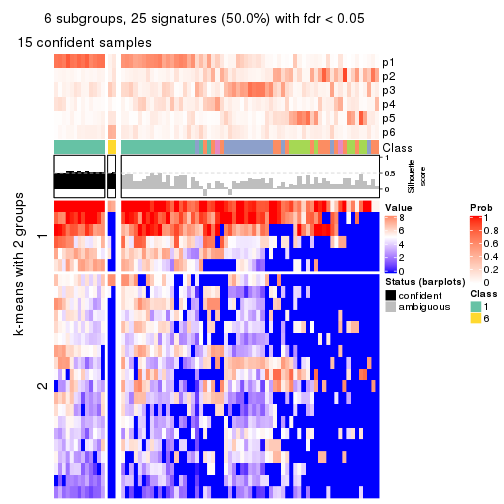 6 subgroups, 25 signatures (50.0%) with fdr < 0.05
15 confident samples
p1
p2
p3
p4
p5
p6
Class
1
0.5
0
Silhouette
score
k-means with 2 groups
1
2
Value
8
6
4
2
0
Prob
1
0.8
0.6
0.4
0.2
0
Status (barplots)
confident
ambiguous
Class
1
6